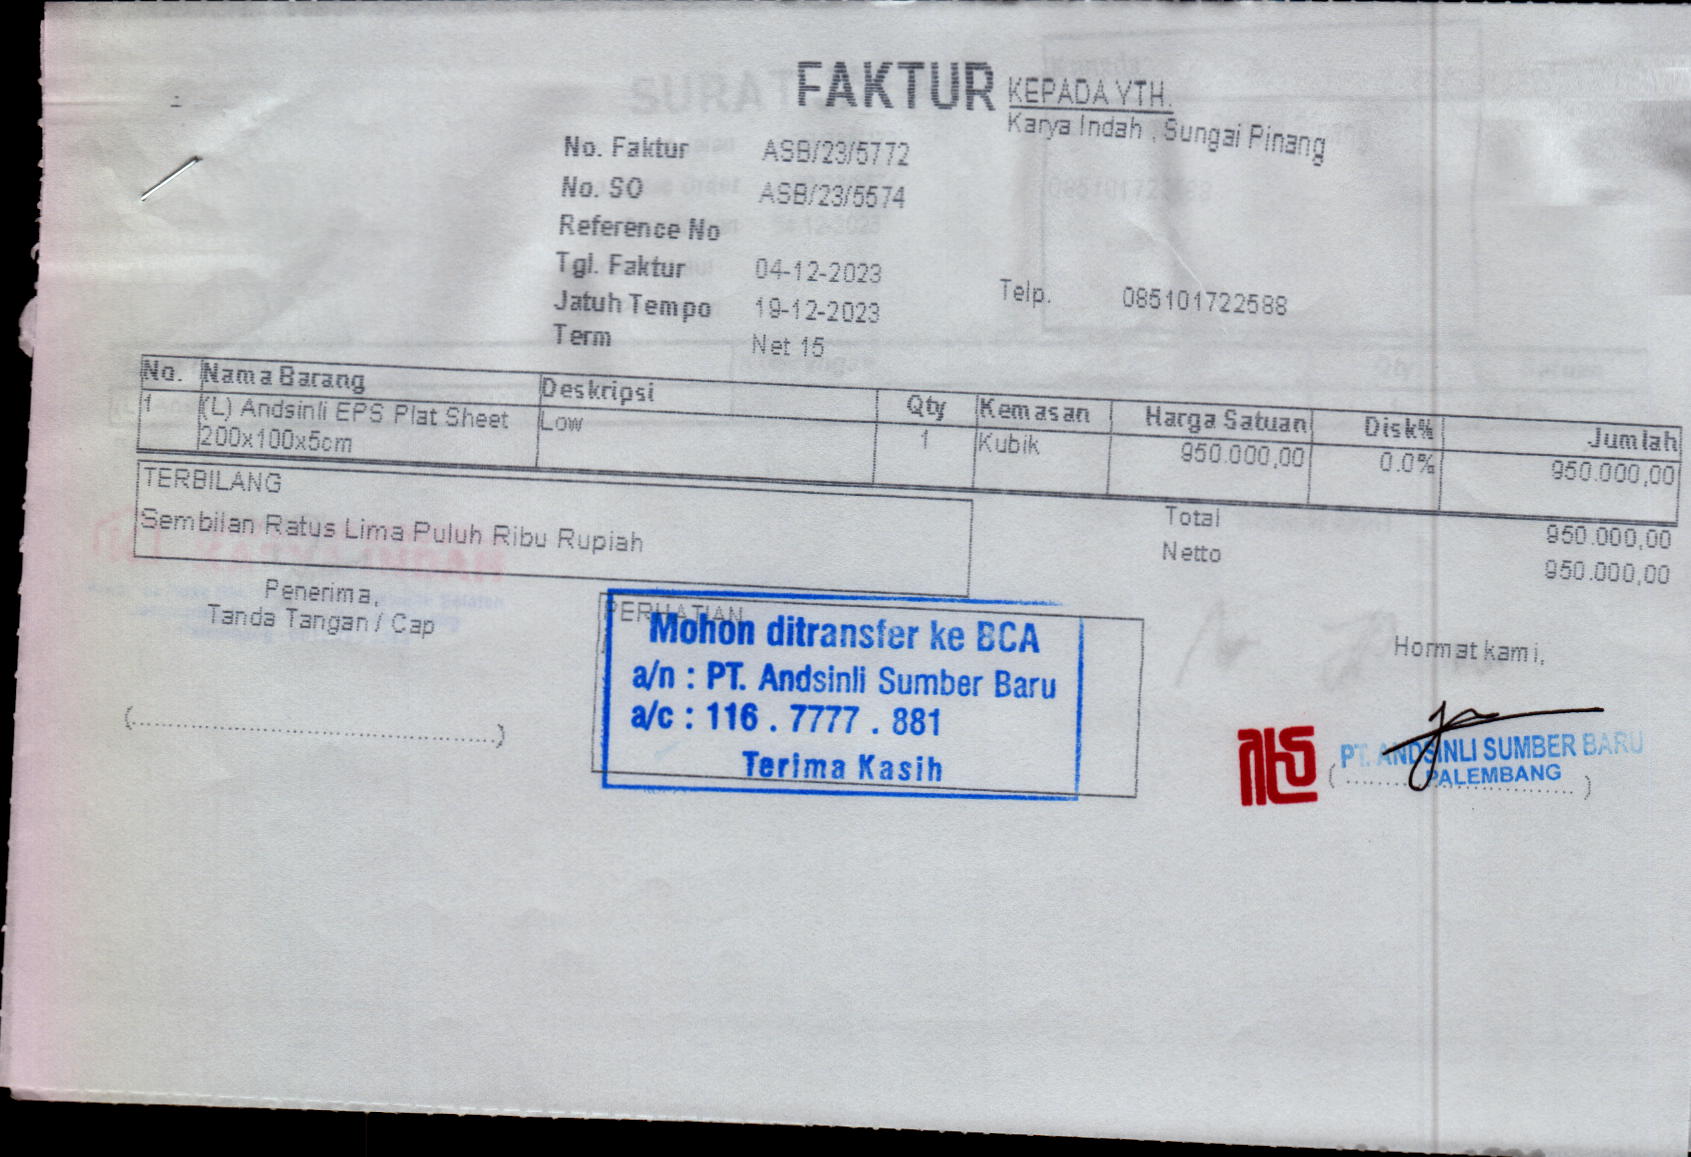 FAKTUR
KEPADA YTH.
Karya Indah , Sungai Pinang
No. Faktur ASB/23/5772
No. SO ASB/23/5574
Reference No
Tgl. Faktur 04-12-2023
Jatuh Tempo 19-12-2023
Term Net 15
Telp. 085101722588
No. Nama Barang Deskripsi Qty Kemasan Harga Satuan Disk% Jumlah
1 (L) Andsinli EPS Plat Sheet Low 1 Kubik 950.000,00 0.0% 950.000,00
200x100x5cm
TERBILANG
Sembilan Ratus Lima Puluh Ribu Rupiah
Total 950.000,00
Netto 950.000,00
Penerima,
Tanda Tangan / Cap
(....................................................)
PERHATIAN
Mohon ditransfer ke BCA
a/n : PT. Andsinli Sumber Baru
a/c : 116 . 7777 . 881
Terima Kasih
Hormat kami,
PT. ANDSINLI SUMBER BARU
PALEMBANG